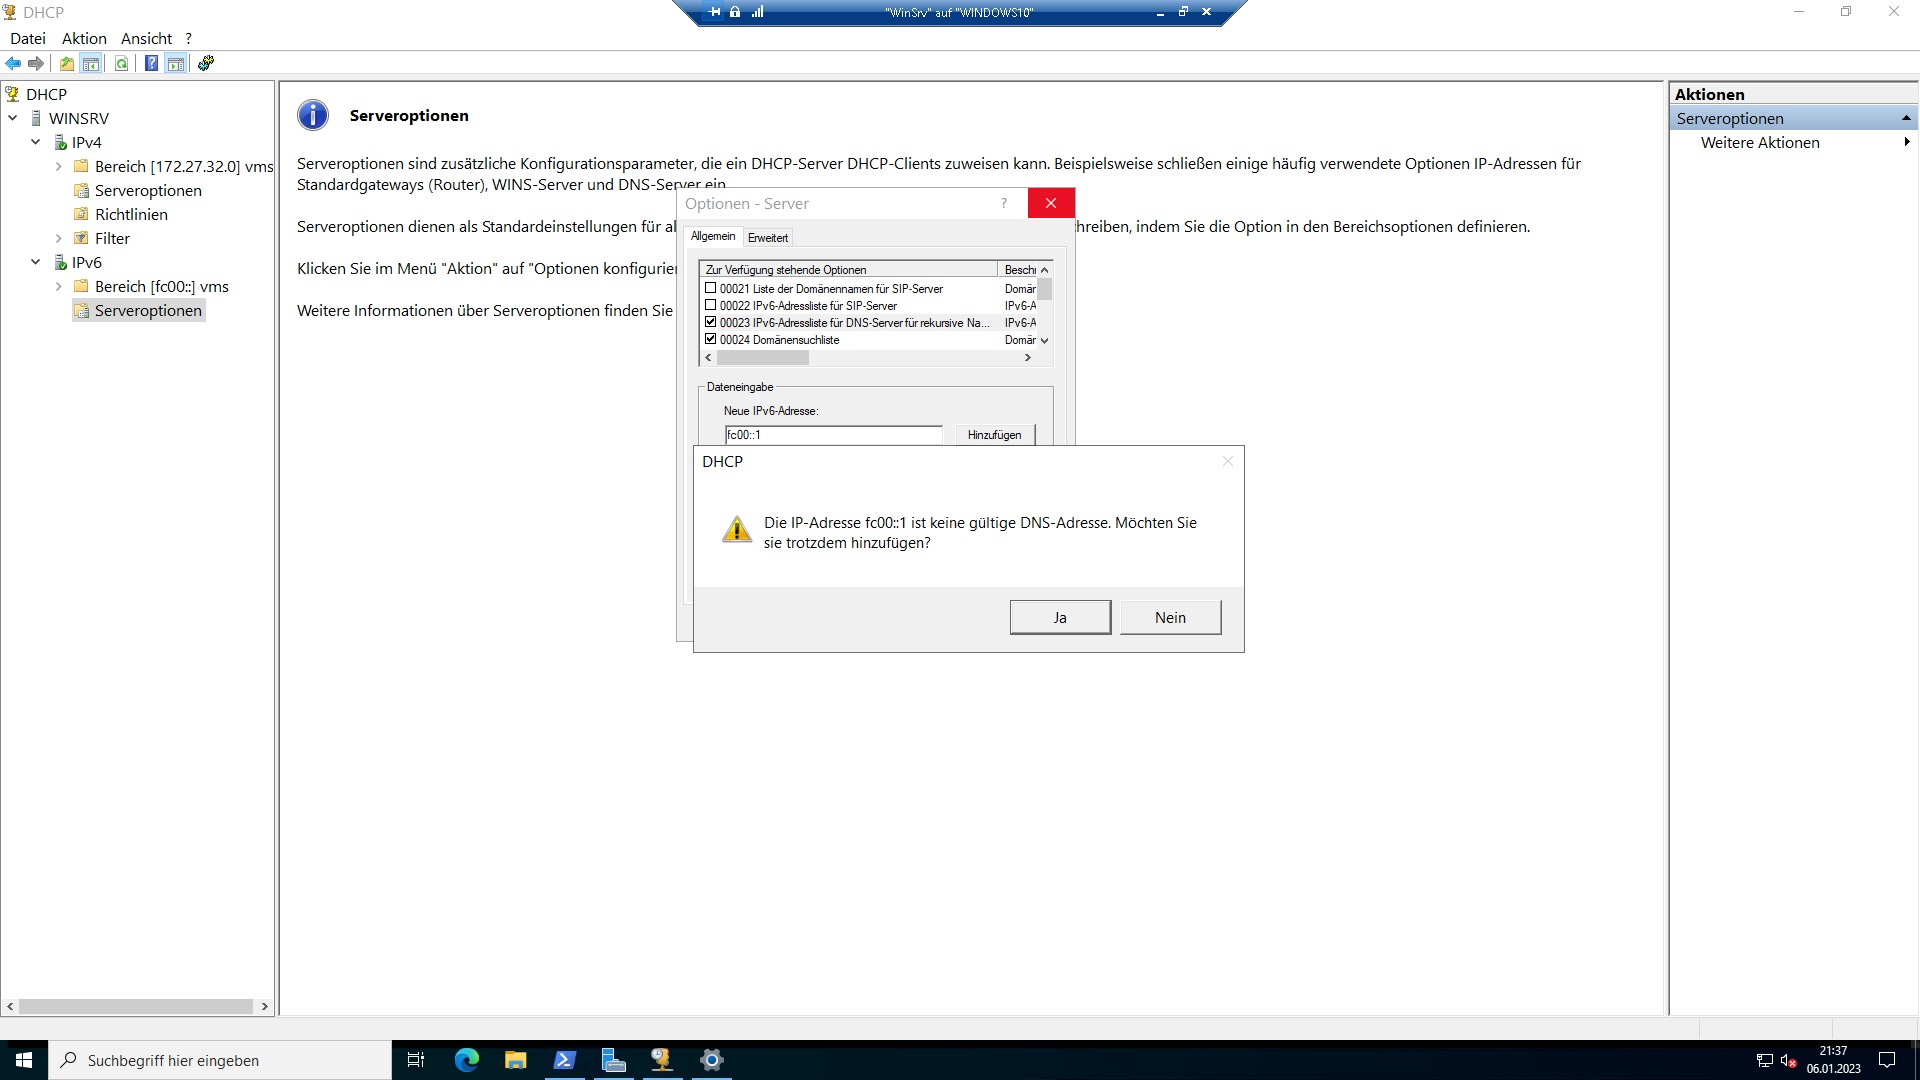 DHCP
"WinSrv" auf "WINDOWS10"
Datei Aktion Ansicht ?
DHCP
WINSRV
IPv4
Bereich [172.27.32.0] vms
Serveroptionen
Richtlinien
Filter
IPv6
Bereich [fc00::] vms
Serveroptionen
Serveroptionen
Serveroptionen sind zusätzliche Konfigurationsparameter, die ein DHCP-Server DHCP-Clients zuweisen kann. Beispielsweise schließen einige häufig verwendete Optionen IP-Adressen für
Standardgateways (Router), WINS-Server und DNS-Server ein
Serveroptionen dienen als Standardeinstellungen für al
hreiben, indem Sie die Option in den Bereichsoptionen definieren.
Klicken Sie im Menü "Aktion" auf "Optionen konfigurier
Weitere Informationen über Serveroptionen finden Sie
Optionen - Server
?
Allgemein Erweitert
Zur Verfügung stehende Optionen Beschr
00021 Liste der Domänennamen für SIP-Server Domän
00022 IPv6-Adressliste für SIP-Server IPv6-A
00023 IPv6-Adressliste für DNS-Server für rekursive Na... IPv6-A
00024 Domänensuchliste Domän
Dateneingabe
Neue IPv6-Adresse:
fc00::1
Hinzufügen
DHCP
Die IP-Adresse fc00::1 ist keine gültige DNS-Adresse. Möchten Sie
sie trotzdem hinzufügen?
Ja Nein
Aktionen
Serveroptionen
Weitere Aktionen
Suchbegriff hier eingeben
21:37
06.01.2023